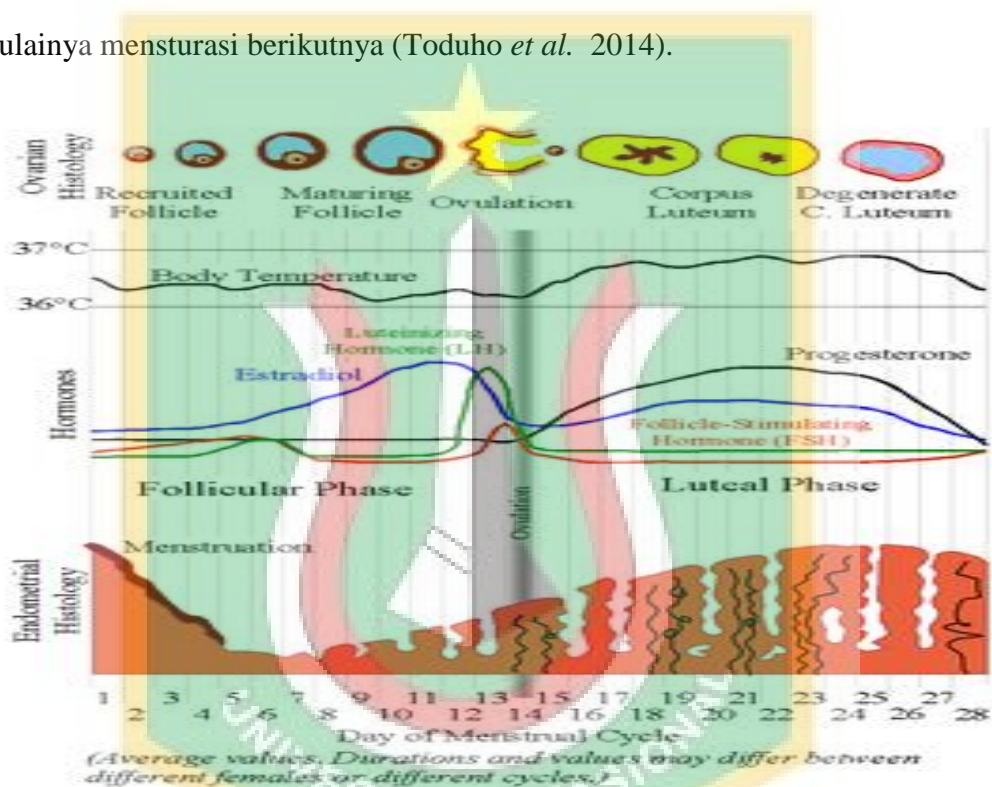 ulainya mensturasi berikutnya (Toduho et al. 2014).
Ovarian
Histology
Recruited
Follicle
Maturing
Follicle
Ovulation
Corpus
Luteum
Degenerate
C. Luteum
37°C
Body Temperature
36°C
Hormones
Luteinizing
Hormone (LH)
Estradiol
Progesterone
Follicle-Stimulating
Hormone (FSH)
Follicular Phase
Luteal Phase
Ovulation
Endometrial
Histology
Menstruation
1 3 5 7 9 11 13 15 17 19 21 23 25 27
2 4 6 8 10 12 14 16 18 20 22 24 26 28
Day of Menstrual Cycle
(Average values. Durations and values may differ between
different females or different cycles.)